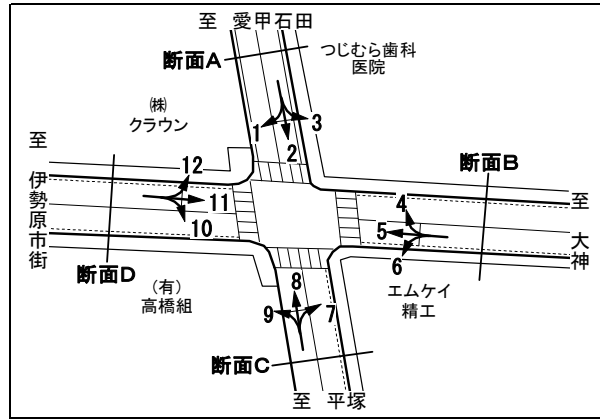 至 愛甲石田
断面A
つじむら歯科
医院
㈱
クラウン
1
2
3
至
伊勢原市街
12
11
10
断面B
4
5
6
至
大神
断面D
(有)
高橋組
8
9
7
エムケイ
精工
断面C
至 平塚